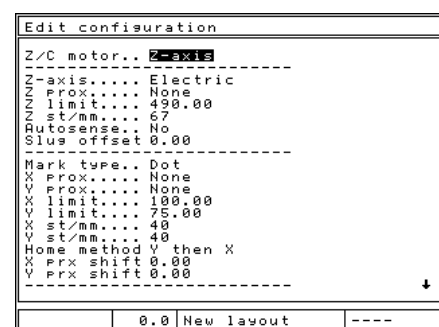 Edit configuration
Z/C motor.. Z-axis
---------------------------
Z-axis..... Electric
Z prox..... None
Z limit.... 490.00
Z st/mm.... 67
Autosense.. No
Slug offset 0.00
---------------------------
Mark type.. Dot
X prox..... None
Y prox..... None
X limit.... 100.00
Y limit.... 75.00
X st/mm.... 40
Y st/mm.... 40
Home method Y then X
X prx shift 0.00
Y prx shift 0.00
---------------------------
0.0 New layout ----